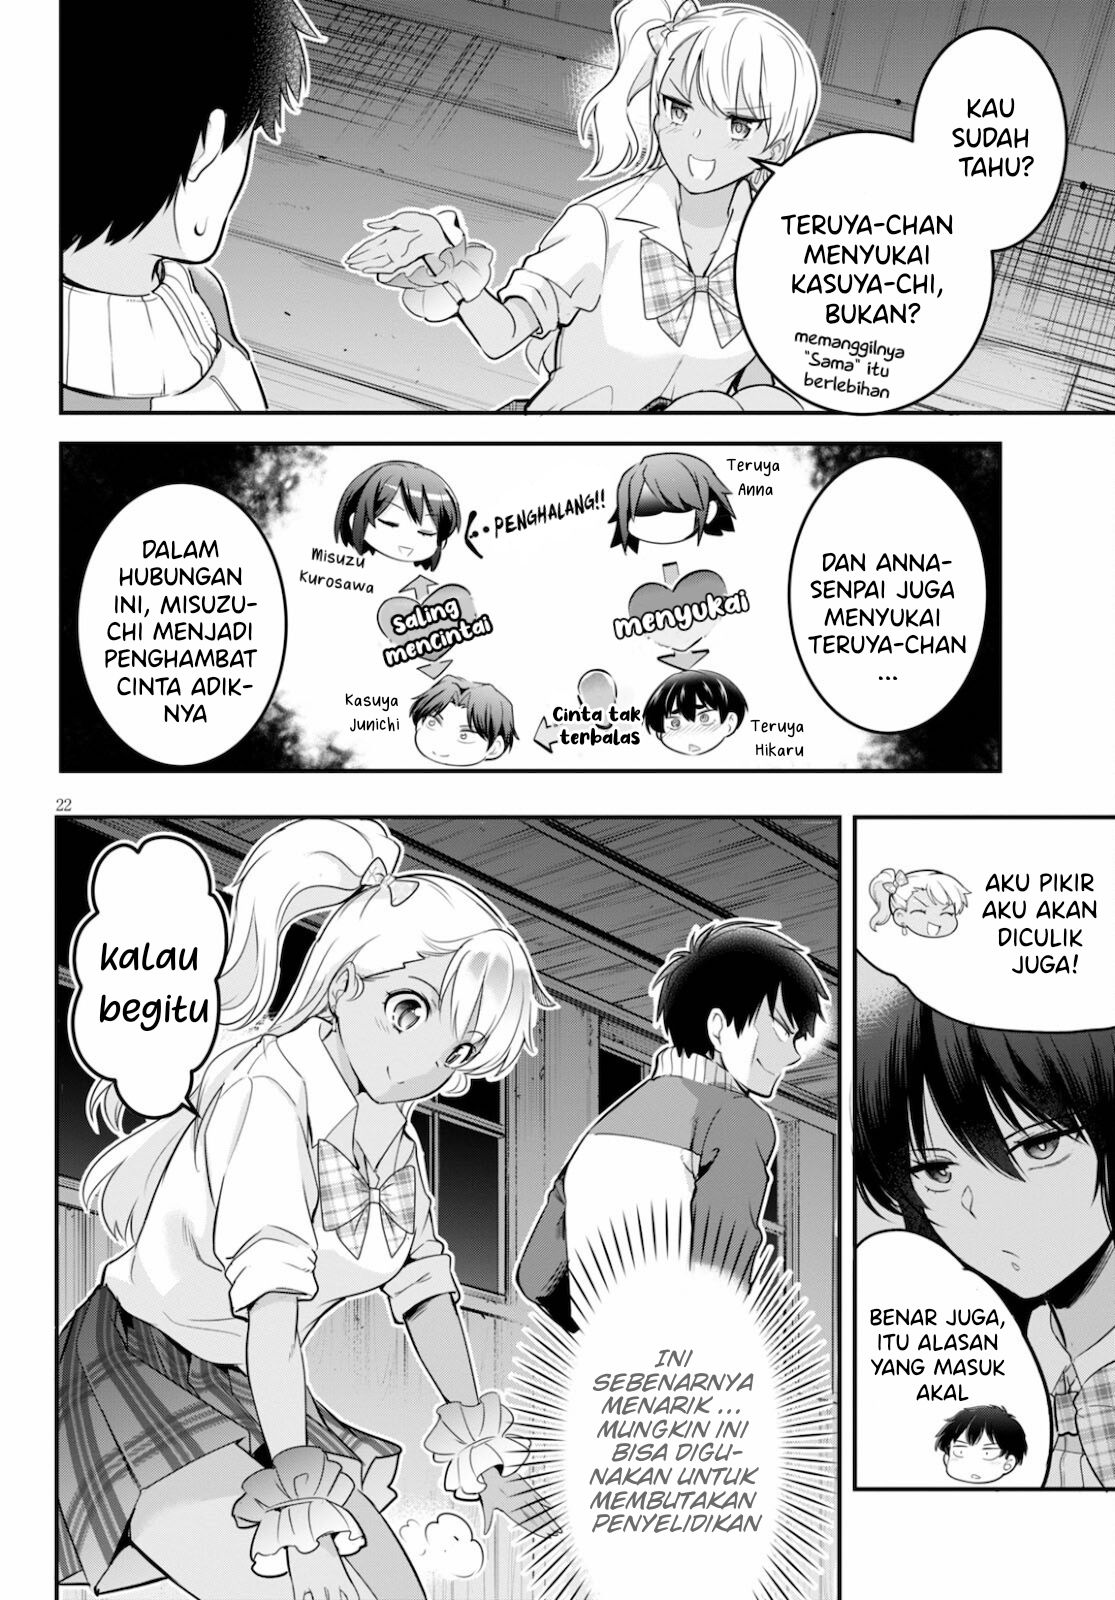 KAU
SUDAH
TAHU?
TERUYA-CHAN
MENYUKAI
KASUYA-CHI,
BUKAN?
memanggilnya
"Sama" itu
berlebihan
DAN ANNA-
SENPAI JUGA
MENYUKAI
TERUYA-CHAN
...
Teruya
Anna
PENGHALANG!!
Misuzu
Kurosawa
menyukai
Saling
mencintai
Teruya
Hikaru
Cinta tak
terbalas
Kasuya
Junichi
DALAM
HUBUNGAN
INI, MISUZU-
CHI MENJADI
PENGHAMBAT
CINTA ADIK-
NYA
22
AKU PIKIR
AKU AKAN
DICULIK
JUGA!
BENAR JUGA,
ITU ALASAN
YANG MASUK
AKAL
kalau
begitu
INI
SEBENARNYA
MENARIK ...
MUNGKIN INI
BISA DIGU-
NAKAN UNTUK
MEMBUTAKAN
PENYELIDIKAN